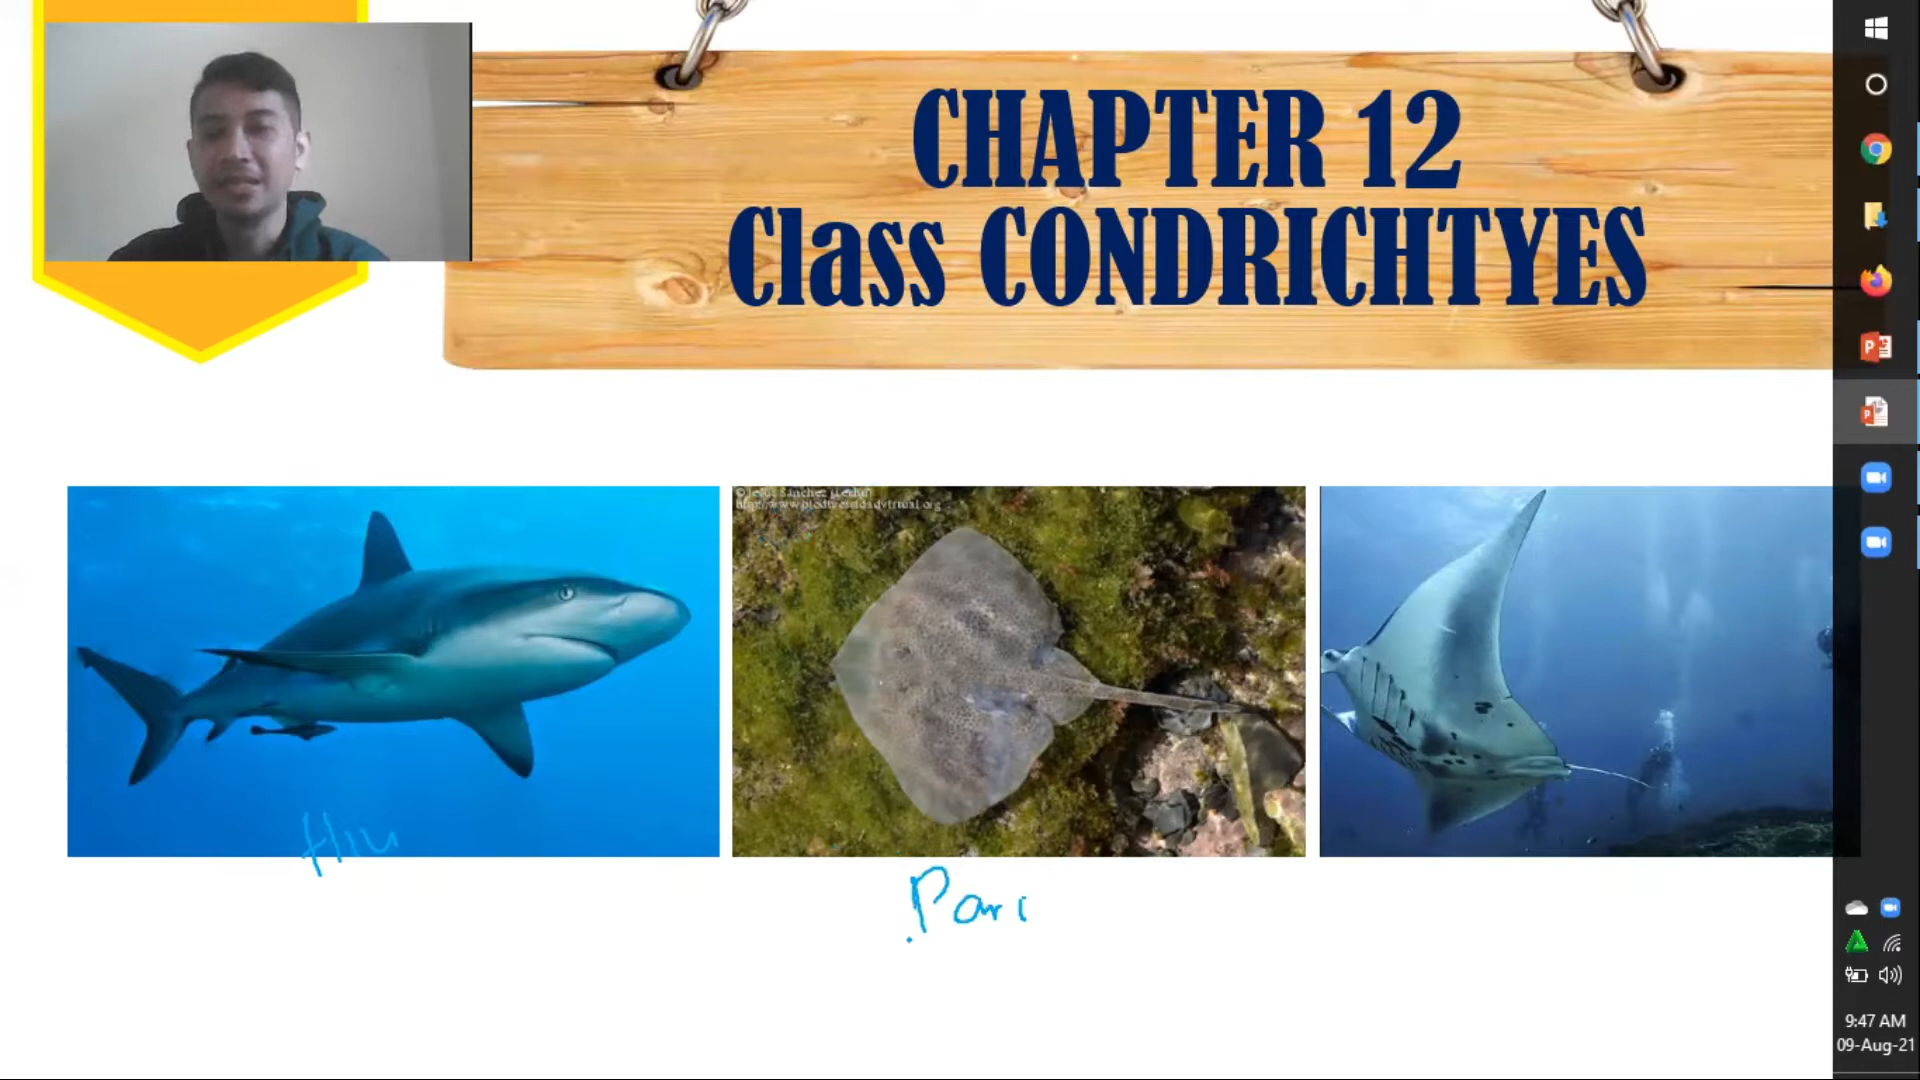 CHAPTER 12
Class CONDRICHTYES
Hiu
Pari
9:47 AM
09-Aug-21